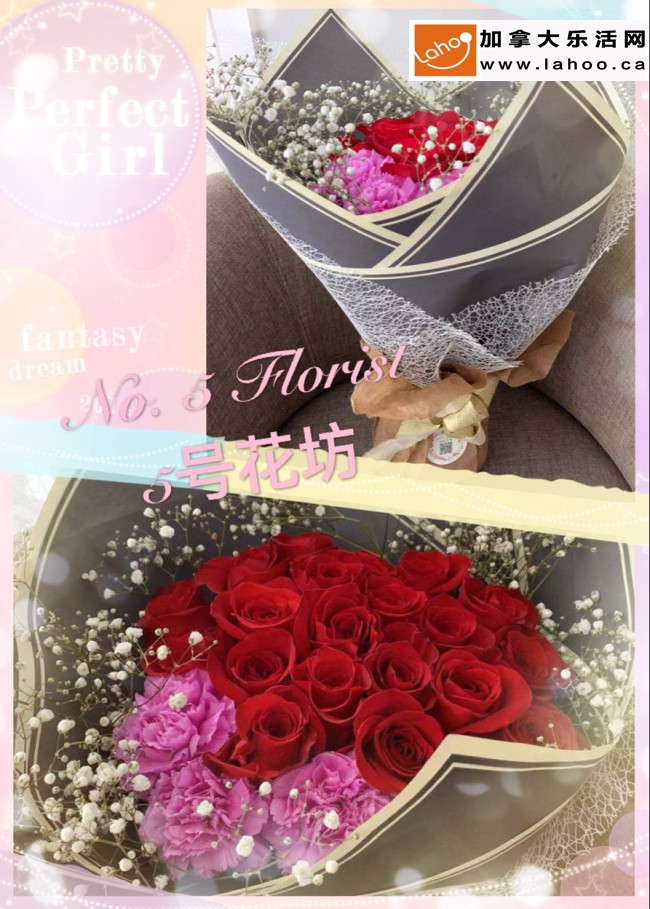 Lahoo
加拿大乐活网
www.lahoo.ca
Pretty
Perfect
Girl
fantasy
dream
No. 5 Florist
5号花坊